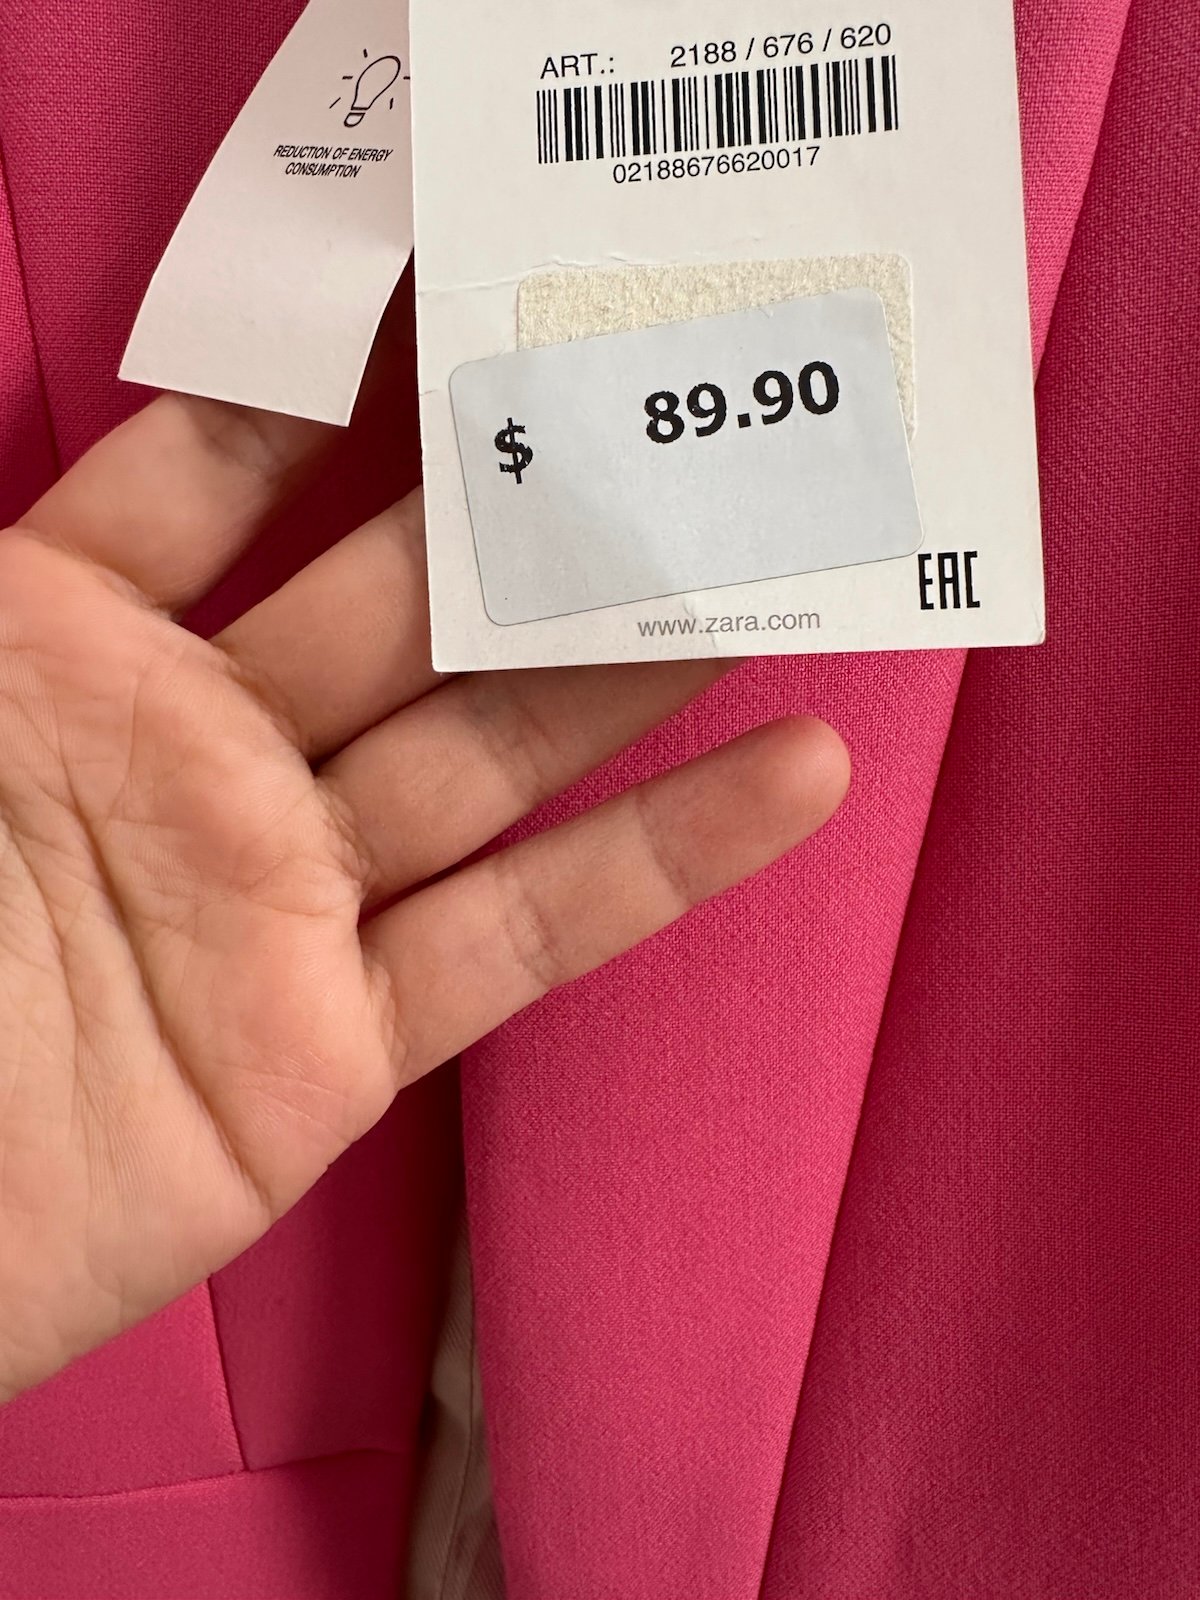 REDUCTION OF ENERGY
CONSUMPTION
ART.: 2188 / 676 / 620
02188676620017
$ 89.90
EAC
www.zara.com